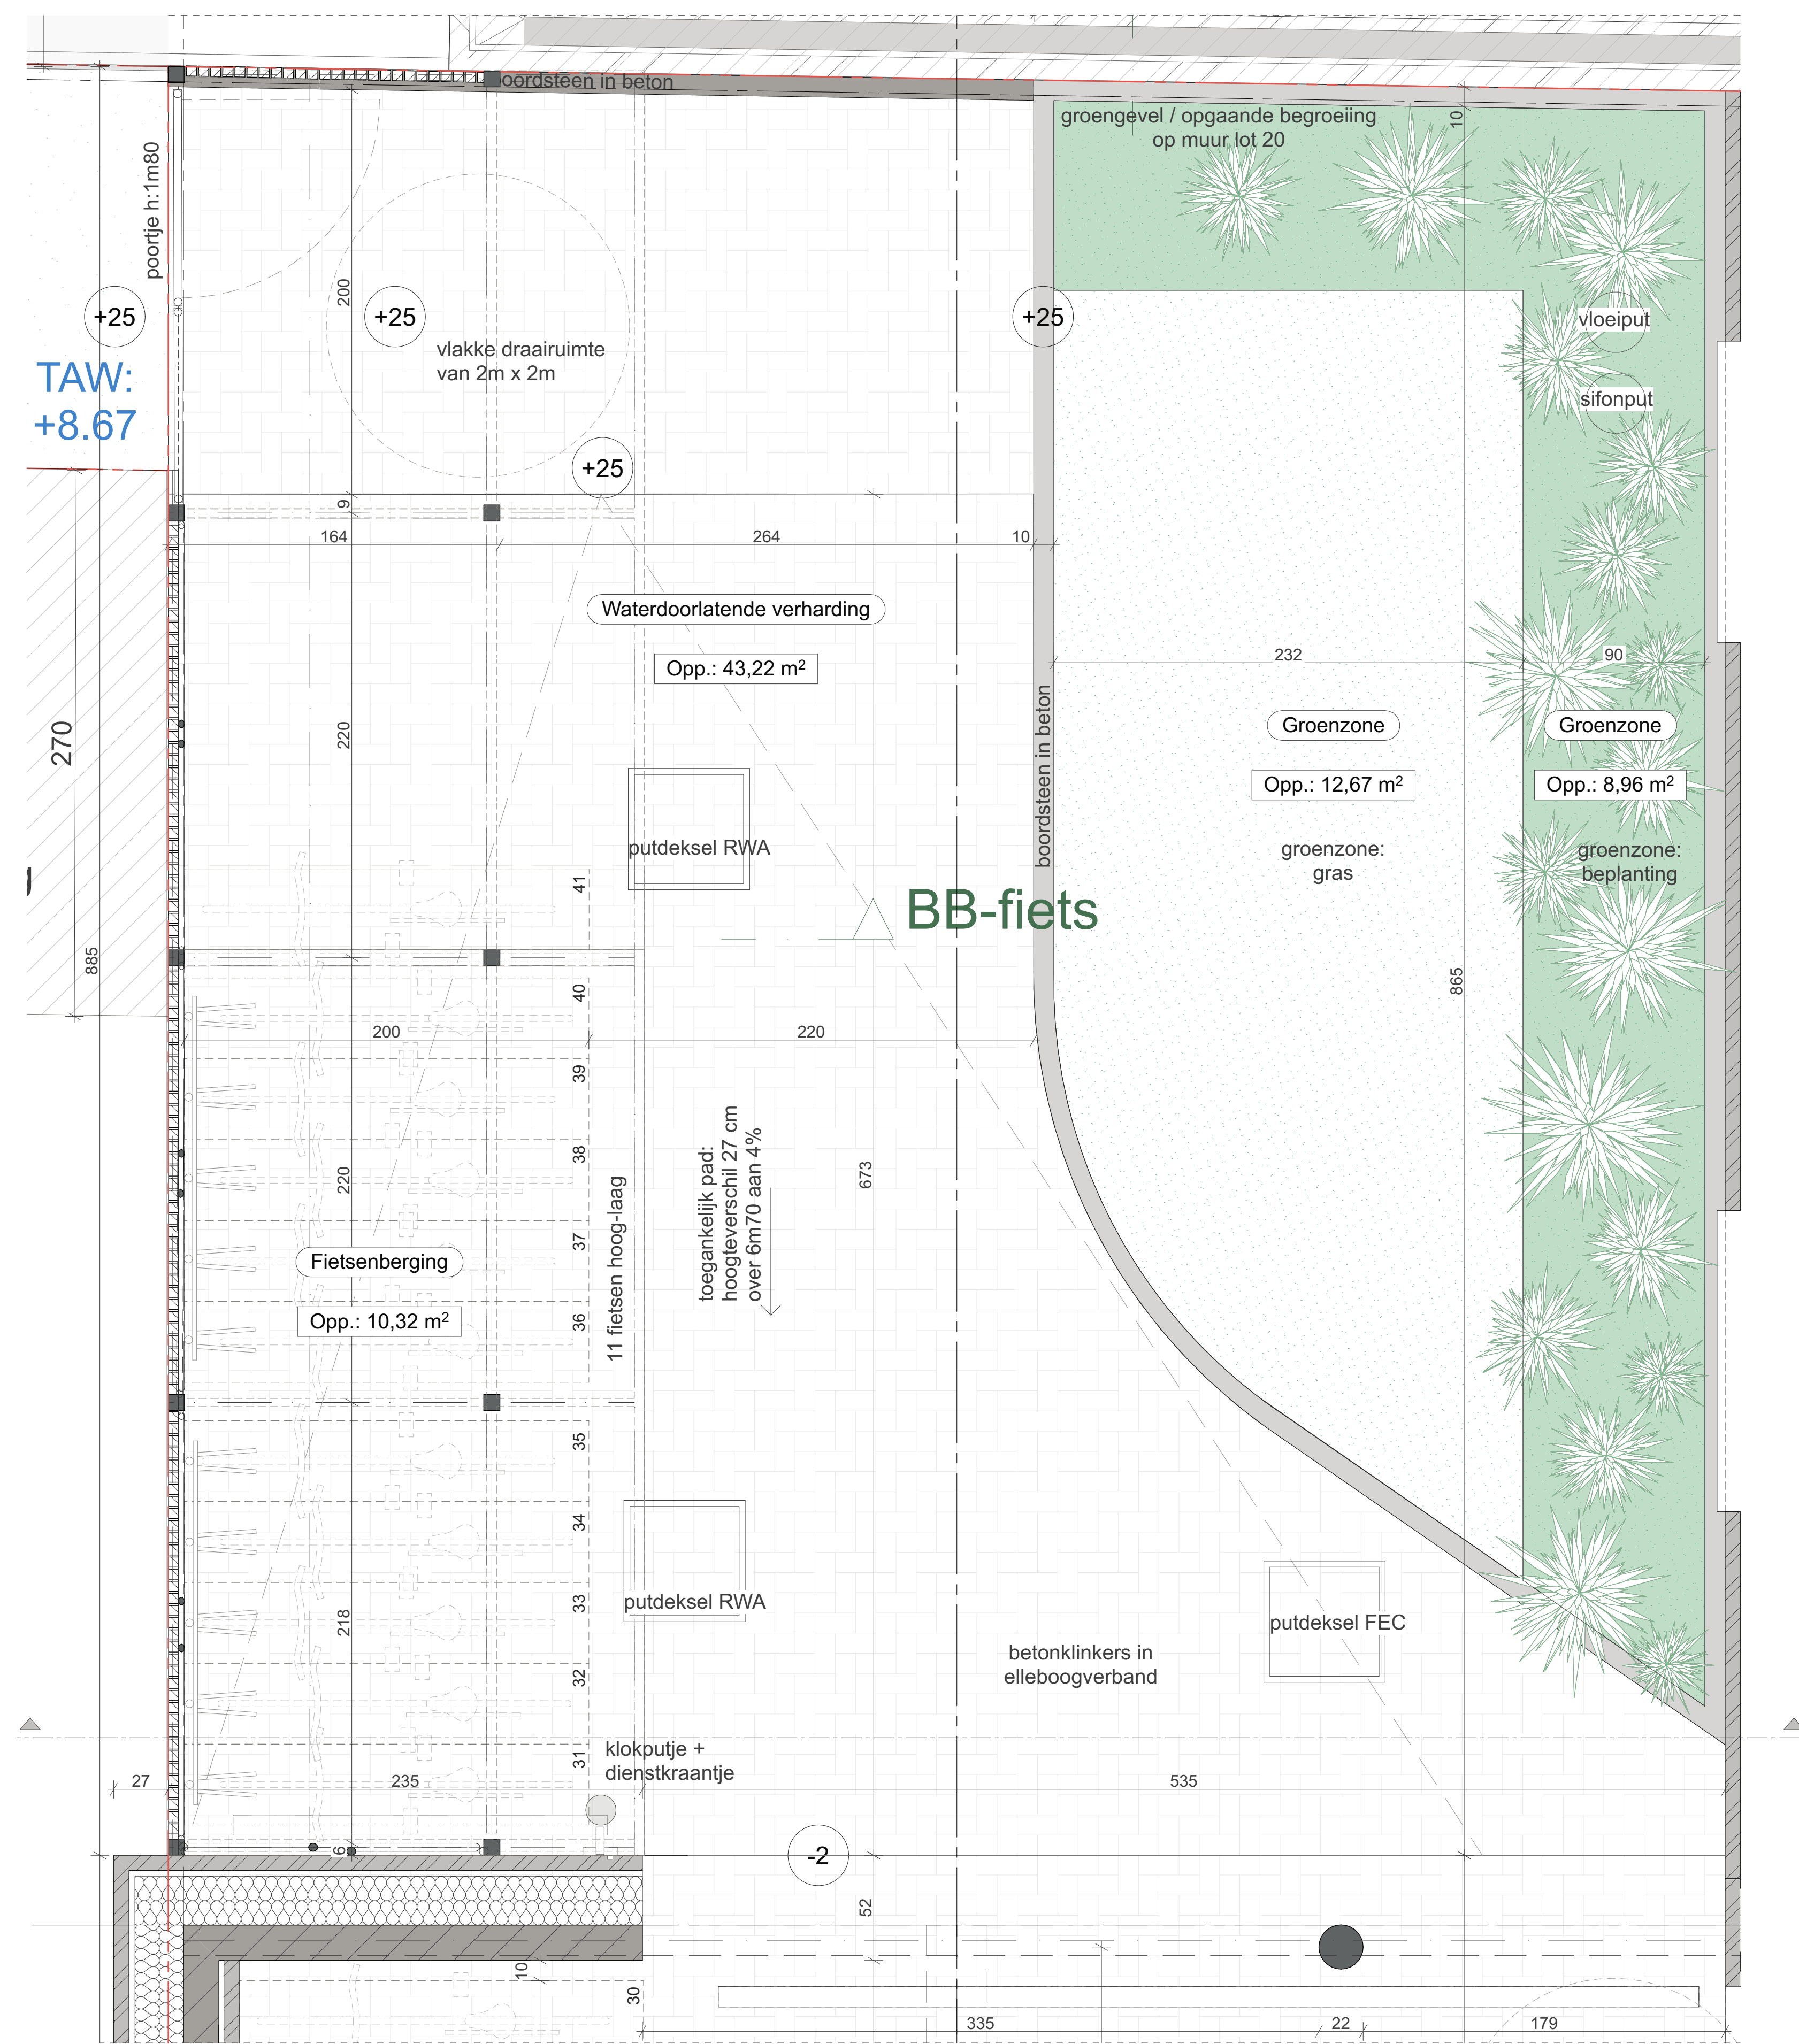 oordsteen in beton
groengevel / opgaande begroeiing
op muur lot 20
10
poortje h:1m80
200
+25
+25
+25
vlakke draairuimte
van 2m x 2m
TAW:
+8.67
vloeiput
sifonput
+25
9
164
264
10
Waterdoorlatende verharding
Opp.: 43,22 m²
232
90
270
220
boordsteen in beton
Groenzone
Groenzone
Opp.: 12,67 m²
Opp.: 8,96 m²
putdeksel RWA
groenzone:
gras
groenzone:
beplanting
41
BB-fiets
885
865
40
200
220
39
38
220
673
toegankelijk pad:
hoogteverschil 27 cm
over 6m70 aan 4%
37
11 fietsen hoog-laag
Fietsenberging
Opp.: 10,32 m²
36
35
34
33
218
putdeksel RWA
putdeksel FEC
betonklinkers in
elleboogverband
32
31
klokputje +
dienstkraantje
27
235
535
6
-2
52
10
30
335
22
179